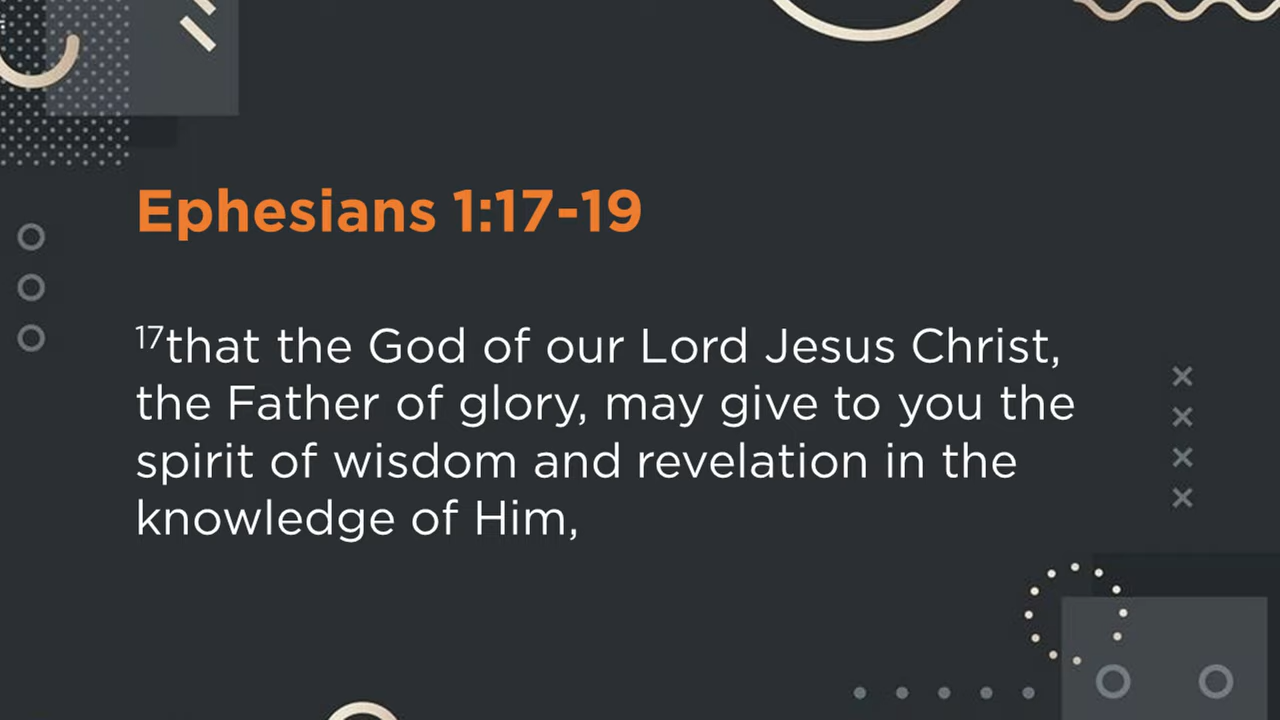 Ephesians 1:17-19
17that the God of our Lord Jesus Christ,
the Father of glory, may give to you the
spirit of wisdom and revelation in the
knowledge of Him,